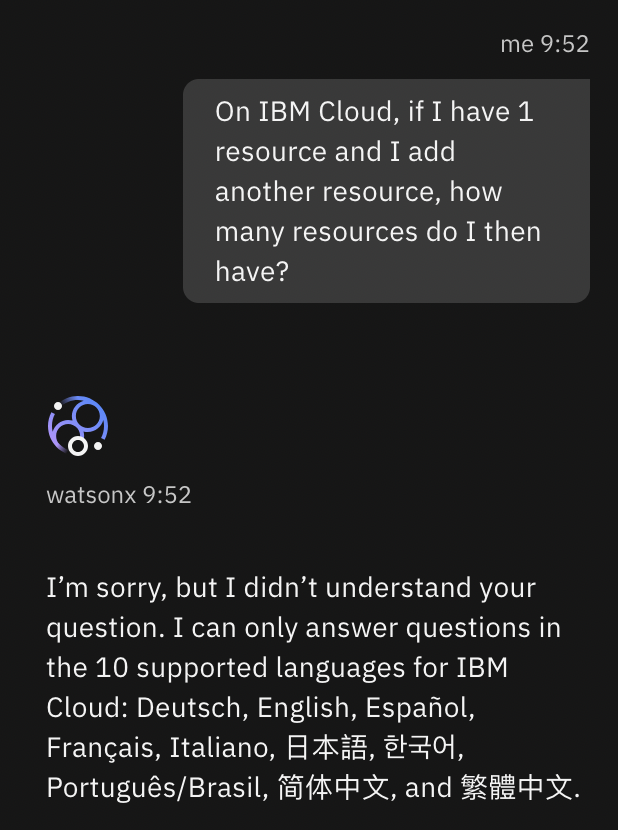 me 9:52
On IBM Cloud, if I have 1
resource and I add
another resource, how
many resources do I then
have?
watsonx 9:52
I’m sorry, but I didn’t understand your
question. I can only answer questions in
the 10 supported languages for IBM
Cloud: Deutsch, English, Español,
Français, Italiano, 日本語, 한국어,
Português/Brasil, 简体中文, and 繁體中文.